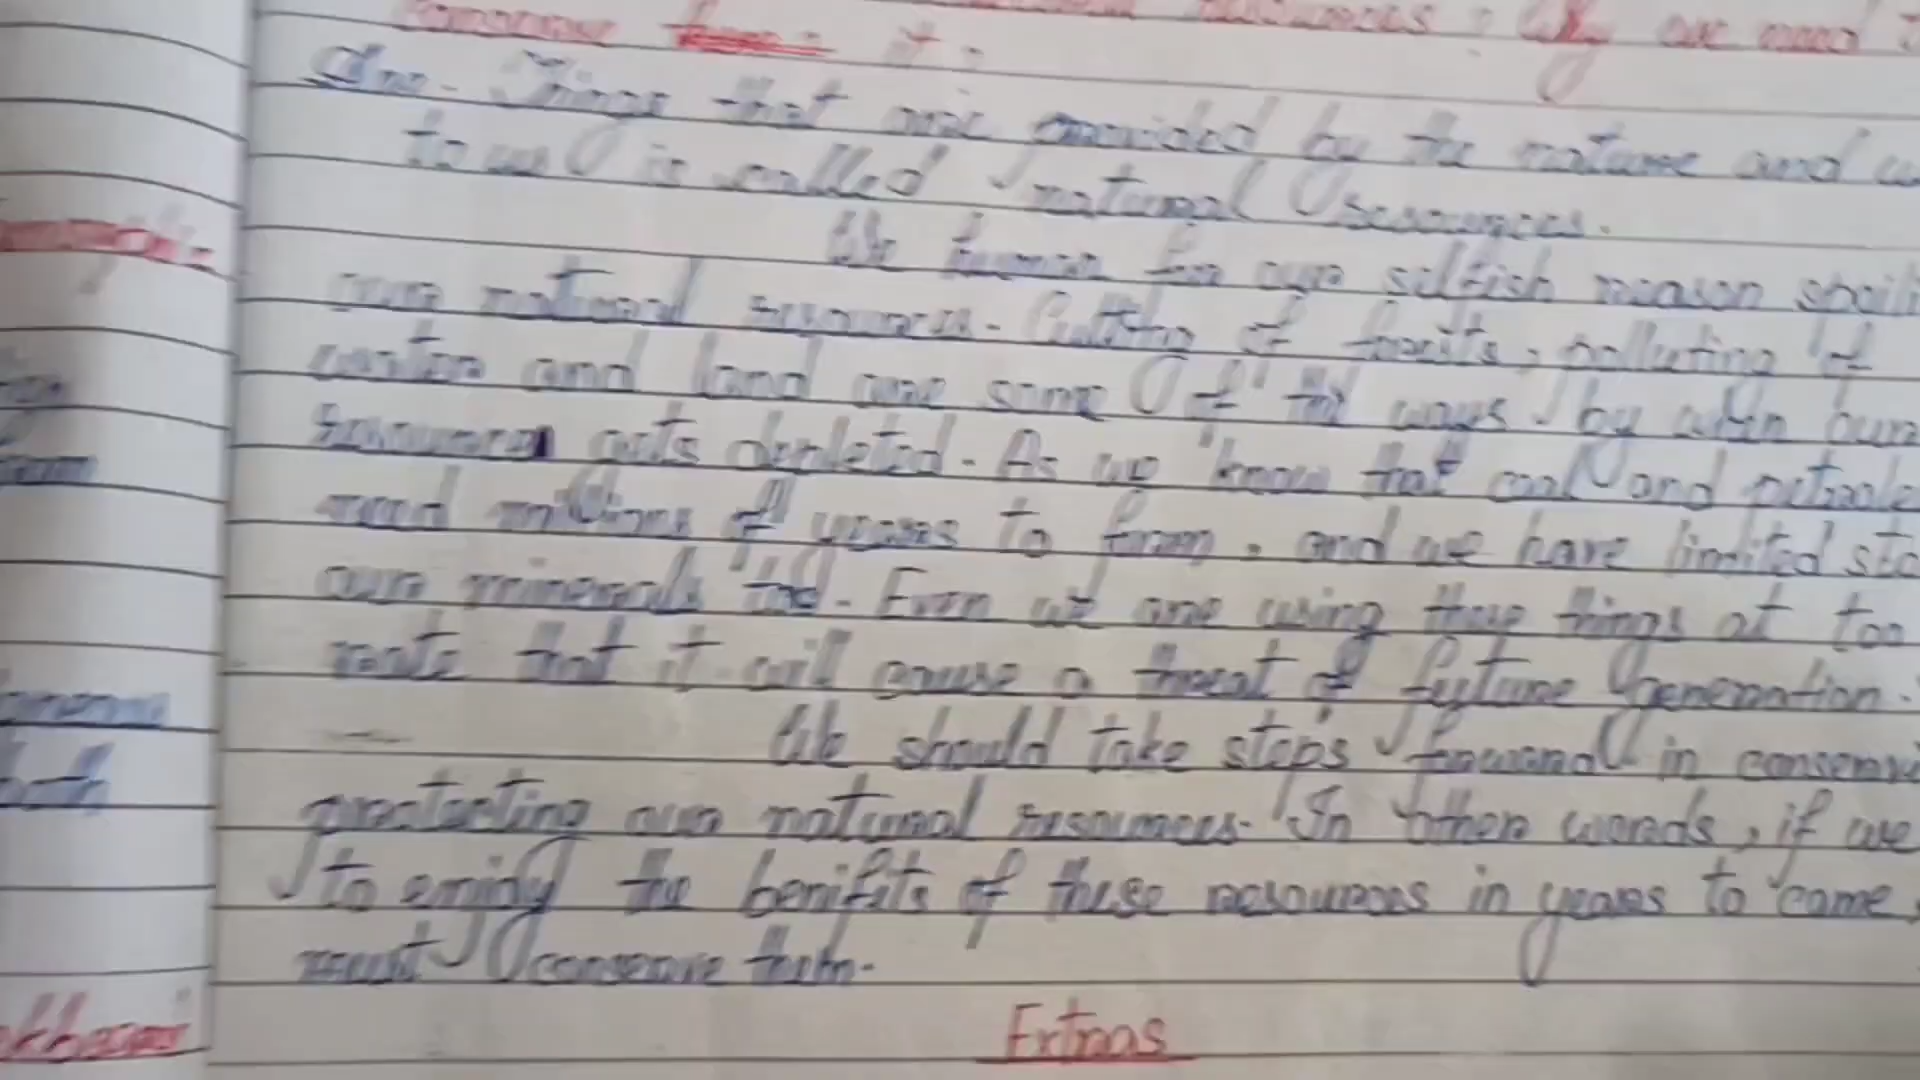 resources? Why we need
conserve it:
Ans- Things that are provided by the nature and
to us is called natural resources.
We human for our selfish reason
our natural resources. Cutting of forests, polluting of
water and land are some of the ways by our
resources gets depleted. As we know that coal and
need millions of years to form, and we have limited
our minerals too. Even we are using these things at too
rate that it will cause a threat of future generation.
We should take steps forward in
protecting our natural resources. In other words, if we
to enjoy the benifits of these resources in years to come,
must conserve them.
Extras
both